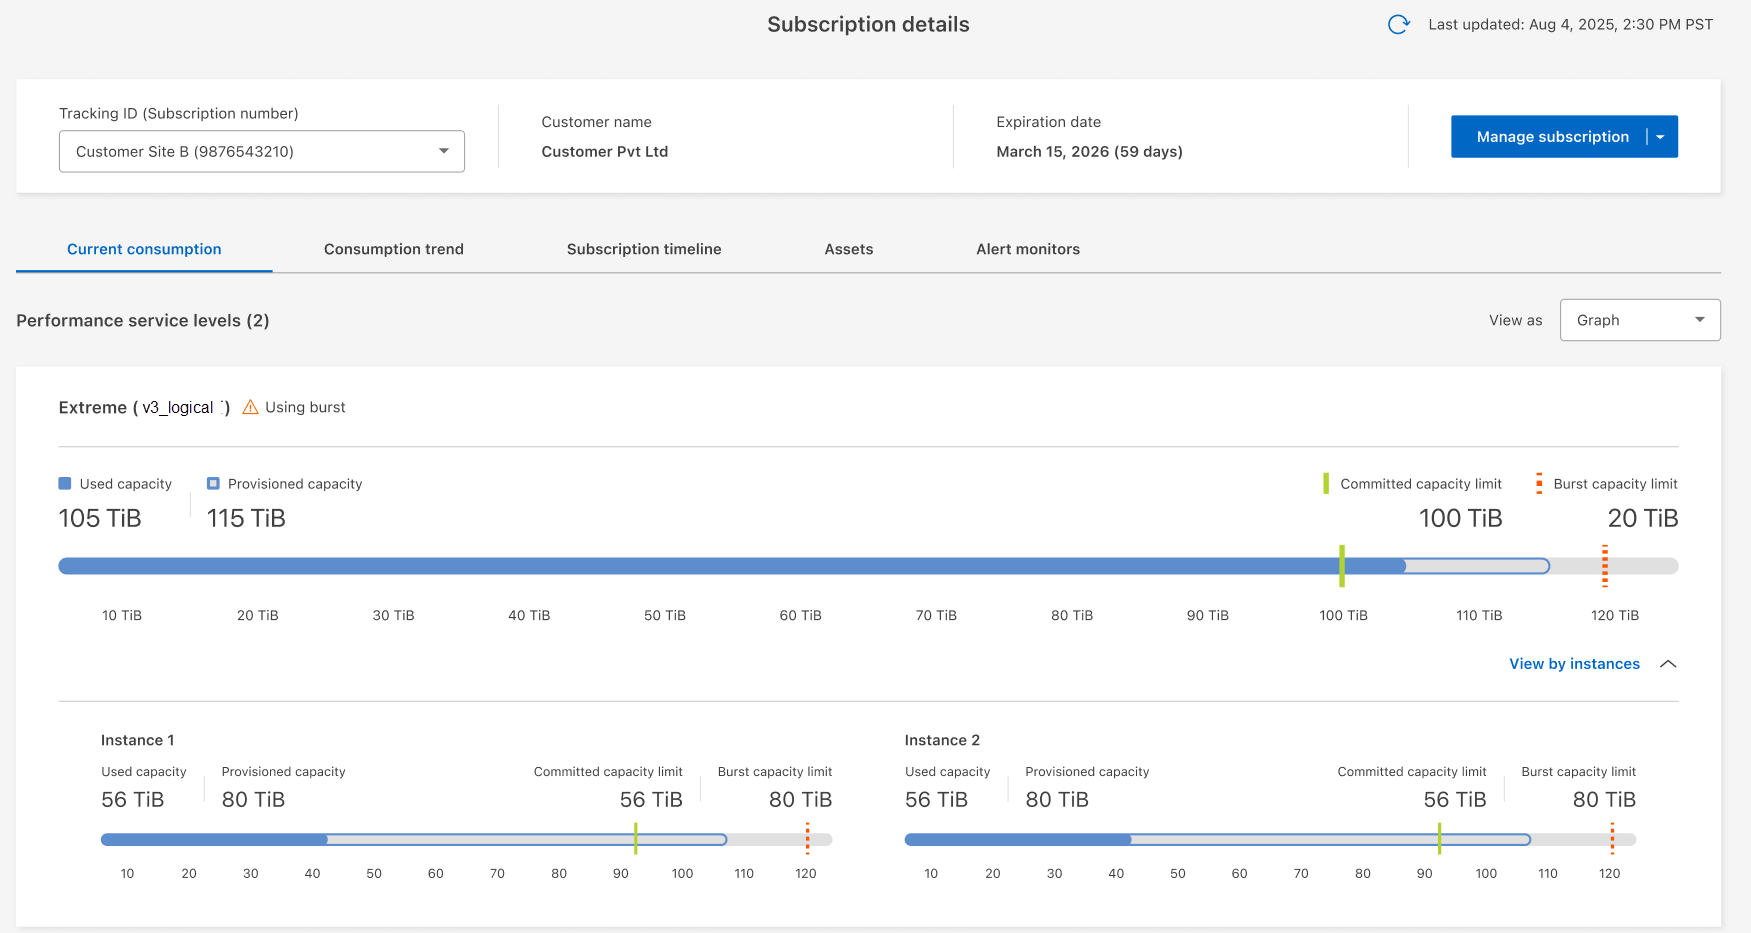 Subscription details
Last updated: Aug 4, 2025, 2:30 PM PST
Tracking ID (Subscription number)
Customer Site B (9876543210)
Customer name
Customer Pvt Ltd
Expiration date
March 15, 2026 (59 days)
Manage subscription
Current consumption
Consumption trend
Subscription timeline
Assets
Alert monitors
Performance service levels (2)
View as
Graph
Extreme ( v3_logical ) Using burst
Used capacity
105 TiB
Provisioned capacity
115 TiB
Committed capacity limit
100 TiB
Burst capacity limit
20 TiB
10 TiB 20 TiB 30 TiB 40 TiB 50 TiB 60 TiB 70 TiB 80 TiB 90 TiB 100 TiB 110 TiB 120 TiB
View by instances
Instance 1
Used capacity
56 TiB
Provisioned capacity
80 TiB
Committed capacity limit
56 TiB
Burst capacity limit
80 TiB
10 20 30 40 50 60 70 80 90 100 110 120
Instance 2
Used capacity
56 TiB
Provisioned capacity
80 TiB
Committed capacity limit
56 TiB
Burst capacity limit
80 TiB
10 20 30 40 50 60 70 80 90 100 110 120